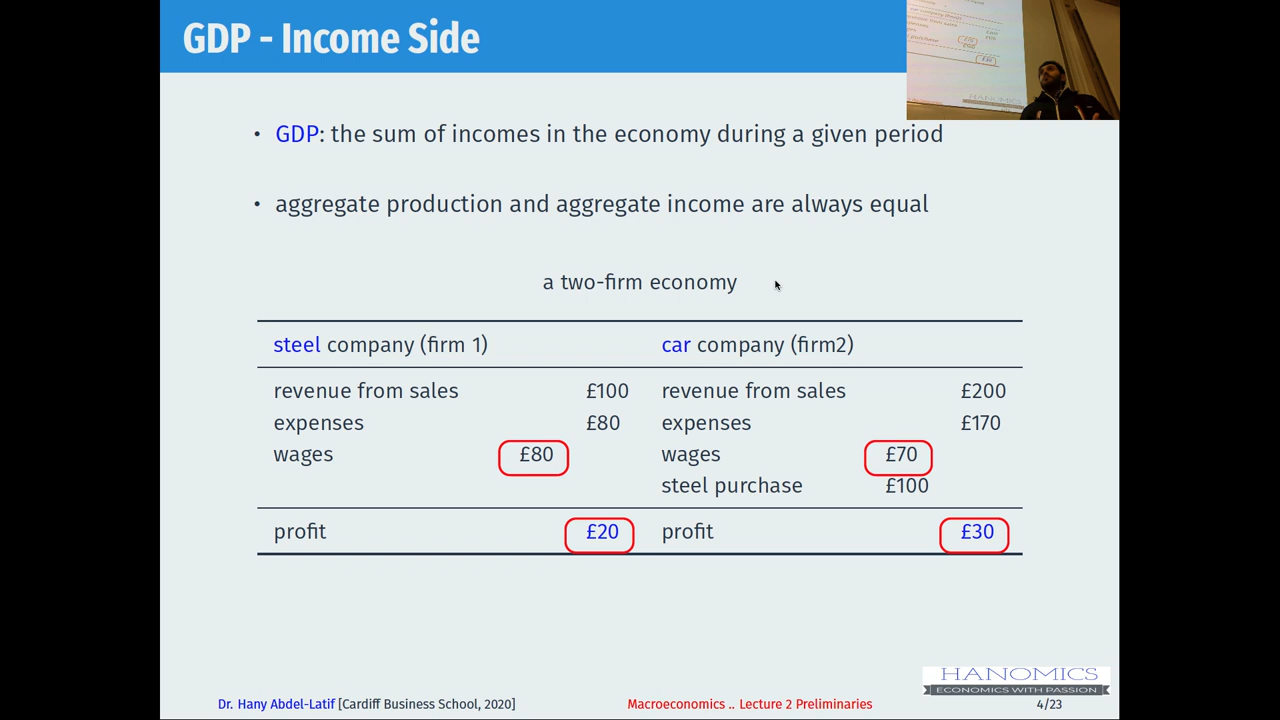 GDP - Income Side
• GDP: the sum of incomes in the economy during a given period
• aggregate production and aggregate income are always equal
a two-firm economy
steel company (firm 1) car company (firm2)
revenue from sales £100 revenue from sales £200
expenses £80 expenses £170
wages £80 wages £70
steel purchase £100
profit £20 profit £30
HANOMICS
ECONOMICS WITH PASSION
Dr. Hany Abdel-Latif [Cardiff Business School, 2020] Macroeconomics .. Lecture 2 Preliminaries 4/23